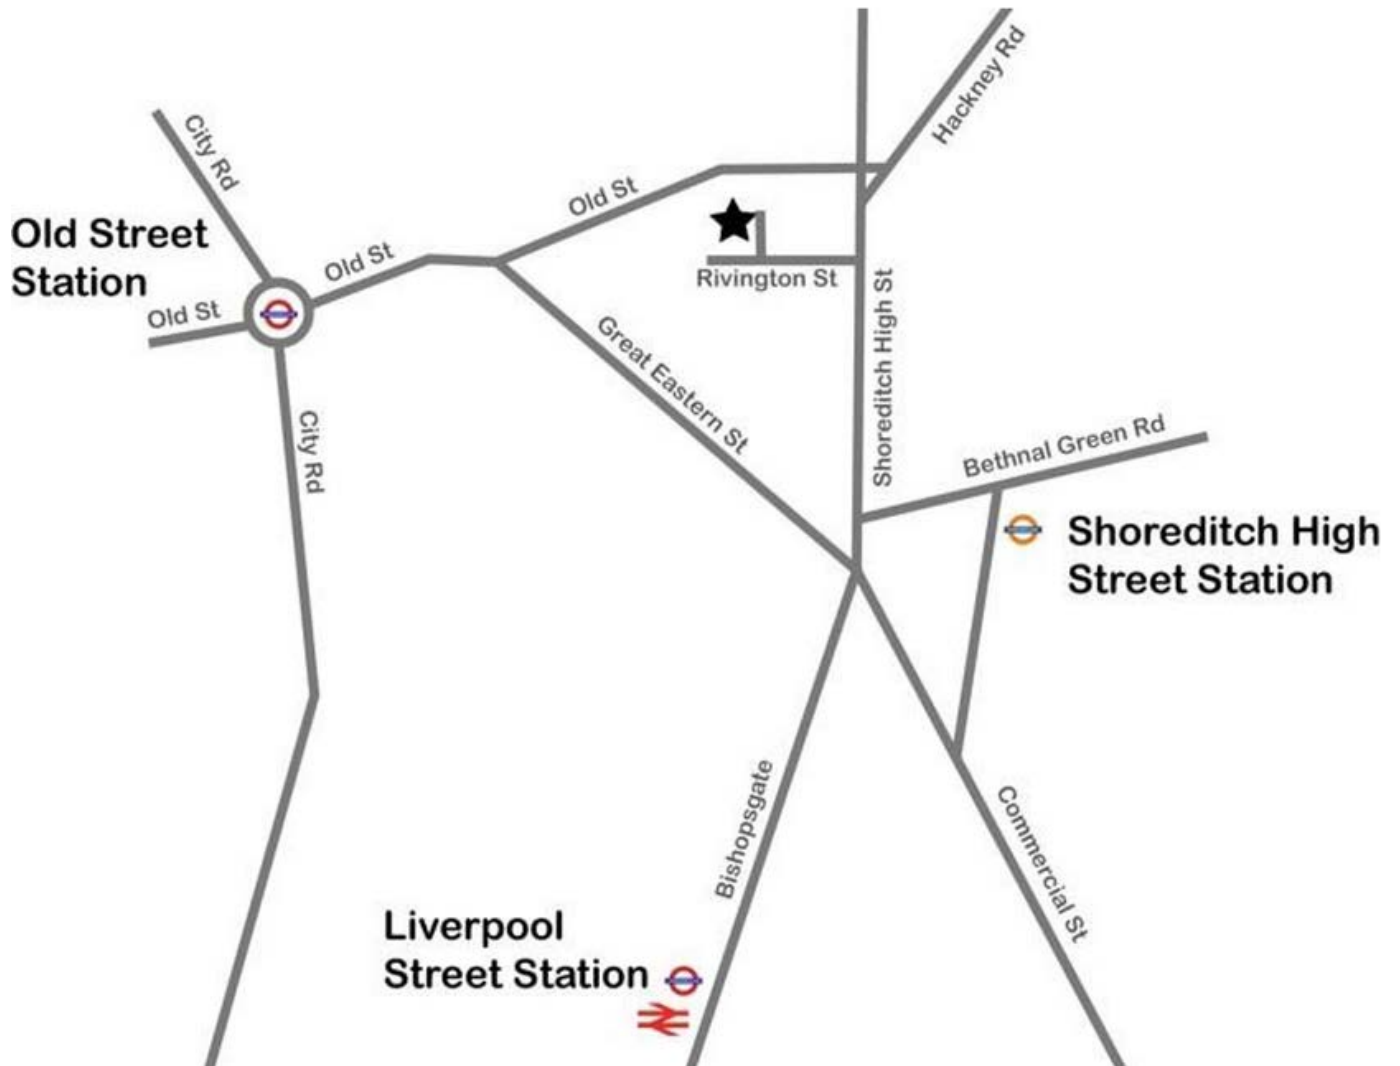 Hackney Rd
City Rd
Old St
Old Street
Station
Old St
Old St
Rivington St
Shoreditch High St
Great Eastern St
City Rd
Bethnal Green Rd
Shoreditch High
Street Station
Bishopsgate
Commercial St
Liverpool
Street Station